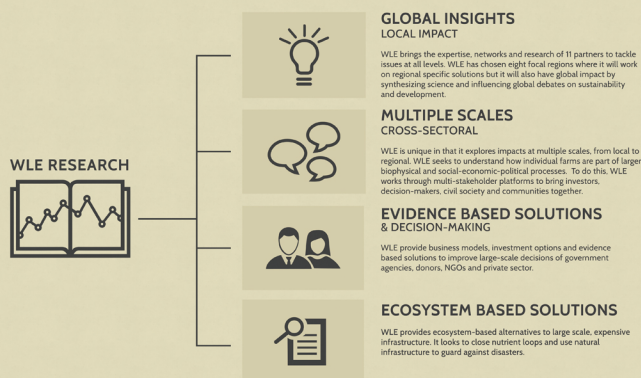 WLE RESEARCH
GLOBAL INSIGHTS
LOCAL IMPACT
WLE brings the expertise, networks and research of 11 partners to tackle
issues at all levels. WLE has chosen eight focal regions where it will work
on regional specific solutions but it will also have global impact by
synthesizing science and influencing global debates on sustainability
and development.
MULTIPLE SCALES
CROSS-SECTORAL
WLE is unique in that it explores impacts at multiple scales, from local to
regional. WLE seeks to understand how individual farms are part of larger
biophysical and social-economic-political processes. To do this, WLE
works through multi-stakeholder platforms to bring investors,
decision-makers, civil society and communities together.
EVIDENCE BASED SOLUTIONS
& DECISION-MAKING
WLE provide business models, investment options and evidence
based solutions to improve large-scale decisions of government
agencies, donors, NGOs and private sector.
ECOSYSTEM BASED SOLUTIONS
WLE provides ecosystem-based alternatives to large scale, expensive
infrastructure. It looks to close nutrient loops and use natural
infrastructure to guard against disasters.